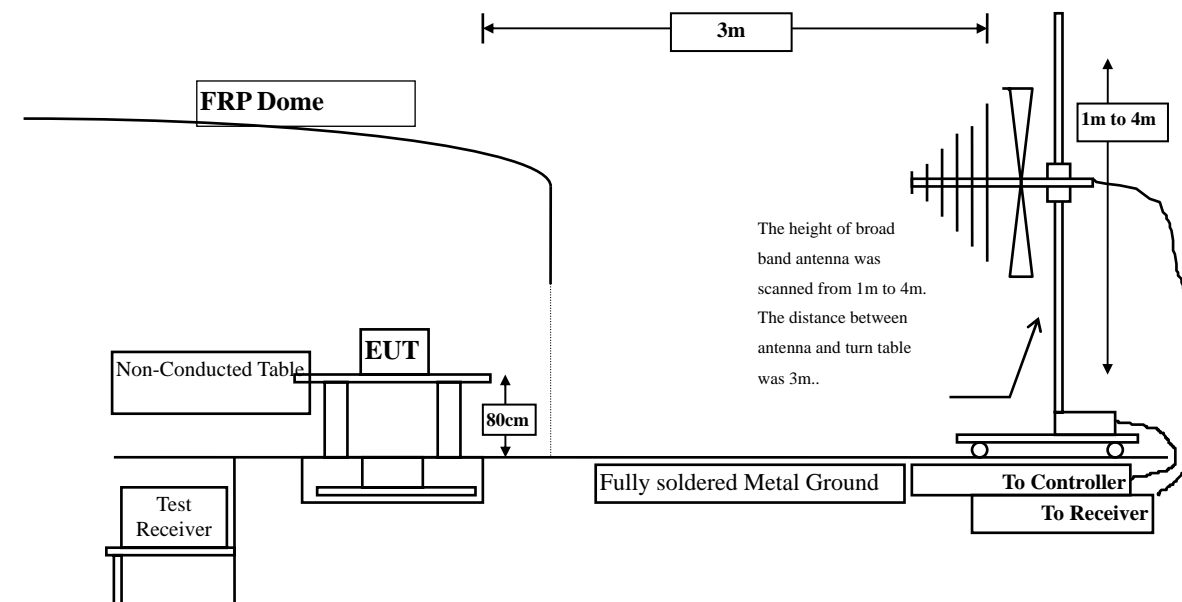 3m
FRP Dome
1m to 4m
The height of broad
band antenna was
scanned from 1m to 4m.
The distance between
antenna and turn table
was 3m..
EUT
Non-Conducted Table
80cm
Fully soldered Metal Ground
To Controller
To Receiver
Test
Receiver